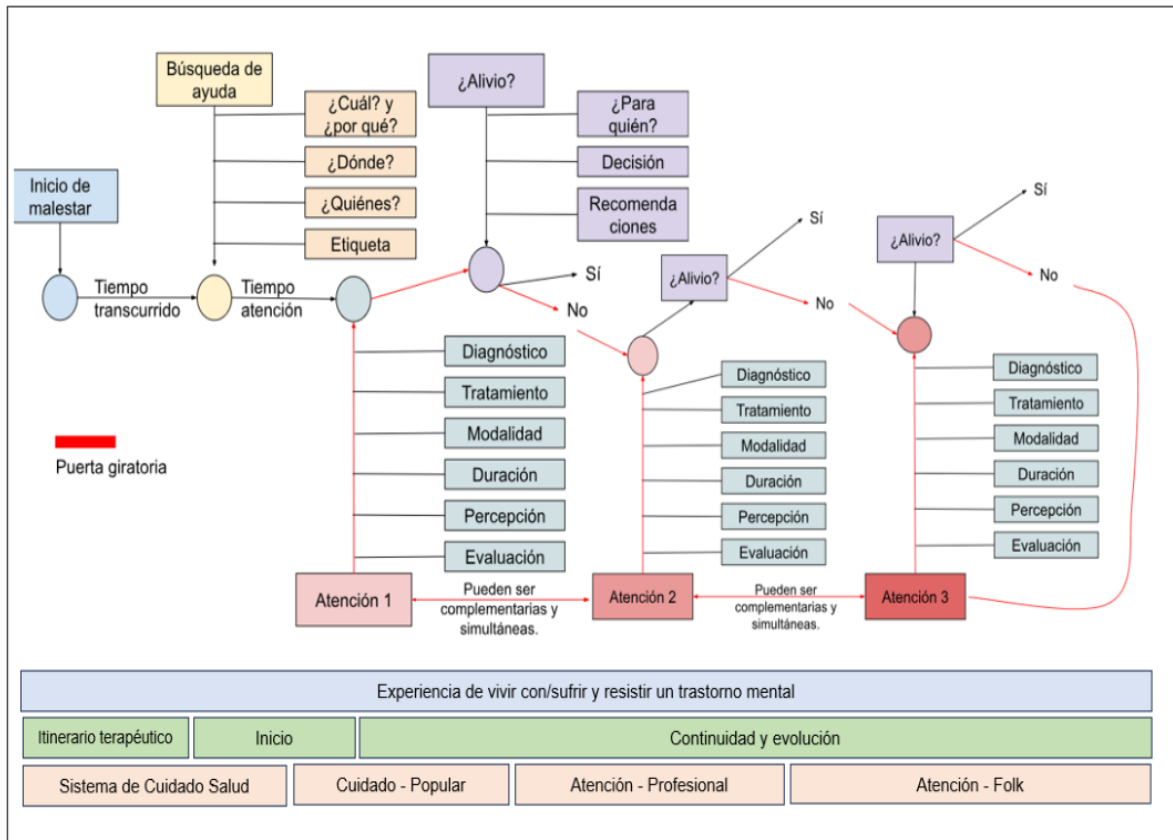 Búsqueda de
ayuda
¿Cuál? y
¿por qué?
¿Dónde?
¿Quiénes?
Etiqueta
¿Alivio?
¿Para
quién?
Decisión
Recomenda
ciones
Inicio de
malestar
Tiempo
transcurrido
Tiempo
atención
Sí
No
¿Alivio?
Sí
No
¿Alivio?
Sí
No
Puerta giratoria
Diagnóstico
Tratamiento
Modalidad
Duración
Percepción
Evaluación
Atención 1
Pueden ser
complementarias y
simultáneas.
Diagnóstico
Tratamiento
Modalidad
Duración
Percepción
Evaluación
Atención 2
Pueden ser
complementarias y
simultáneas.
Diagnóstico
Tratamiento
Modalidad
Duración
Percepción
Evaluación
Atención 3
Experiencia de vivir con/sufrir y resistir un trastorno mental
Itinerario terapéutico
Inicio
Continuidad y evolución
Sistema de Cuidado Salud
Cuidado - Popular
Atención - Profesional
Atención - Folk